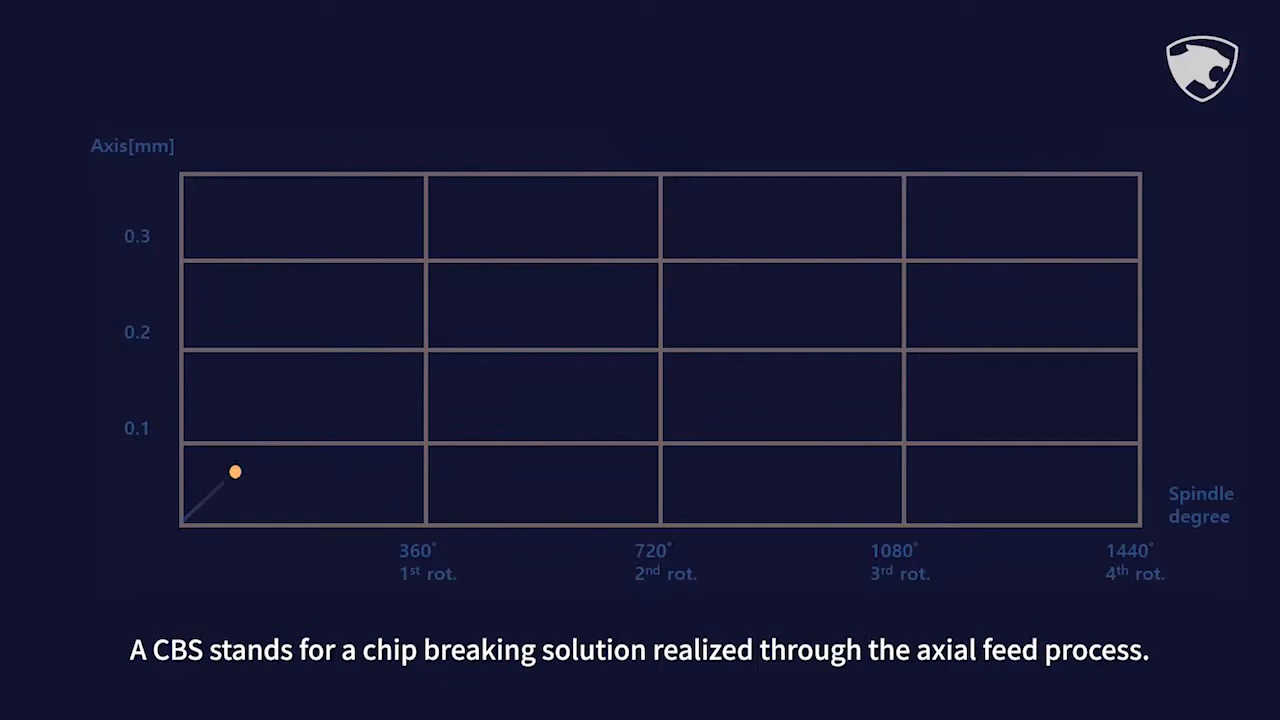 Axis[mm]
0.3
0.2
0.1
Spindle
degree
360° 720° 1080° 1440°
1st rot. 2nd rot. 3rd rot. 4th rot.
A CBS stands for a chip breaking solution realized through the axial feed process.